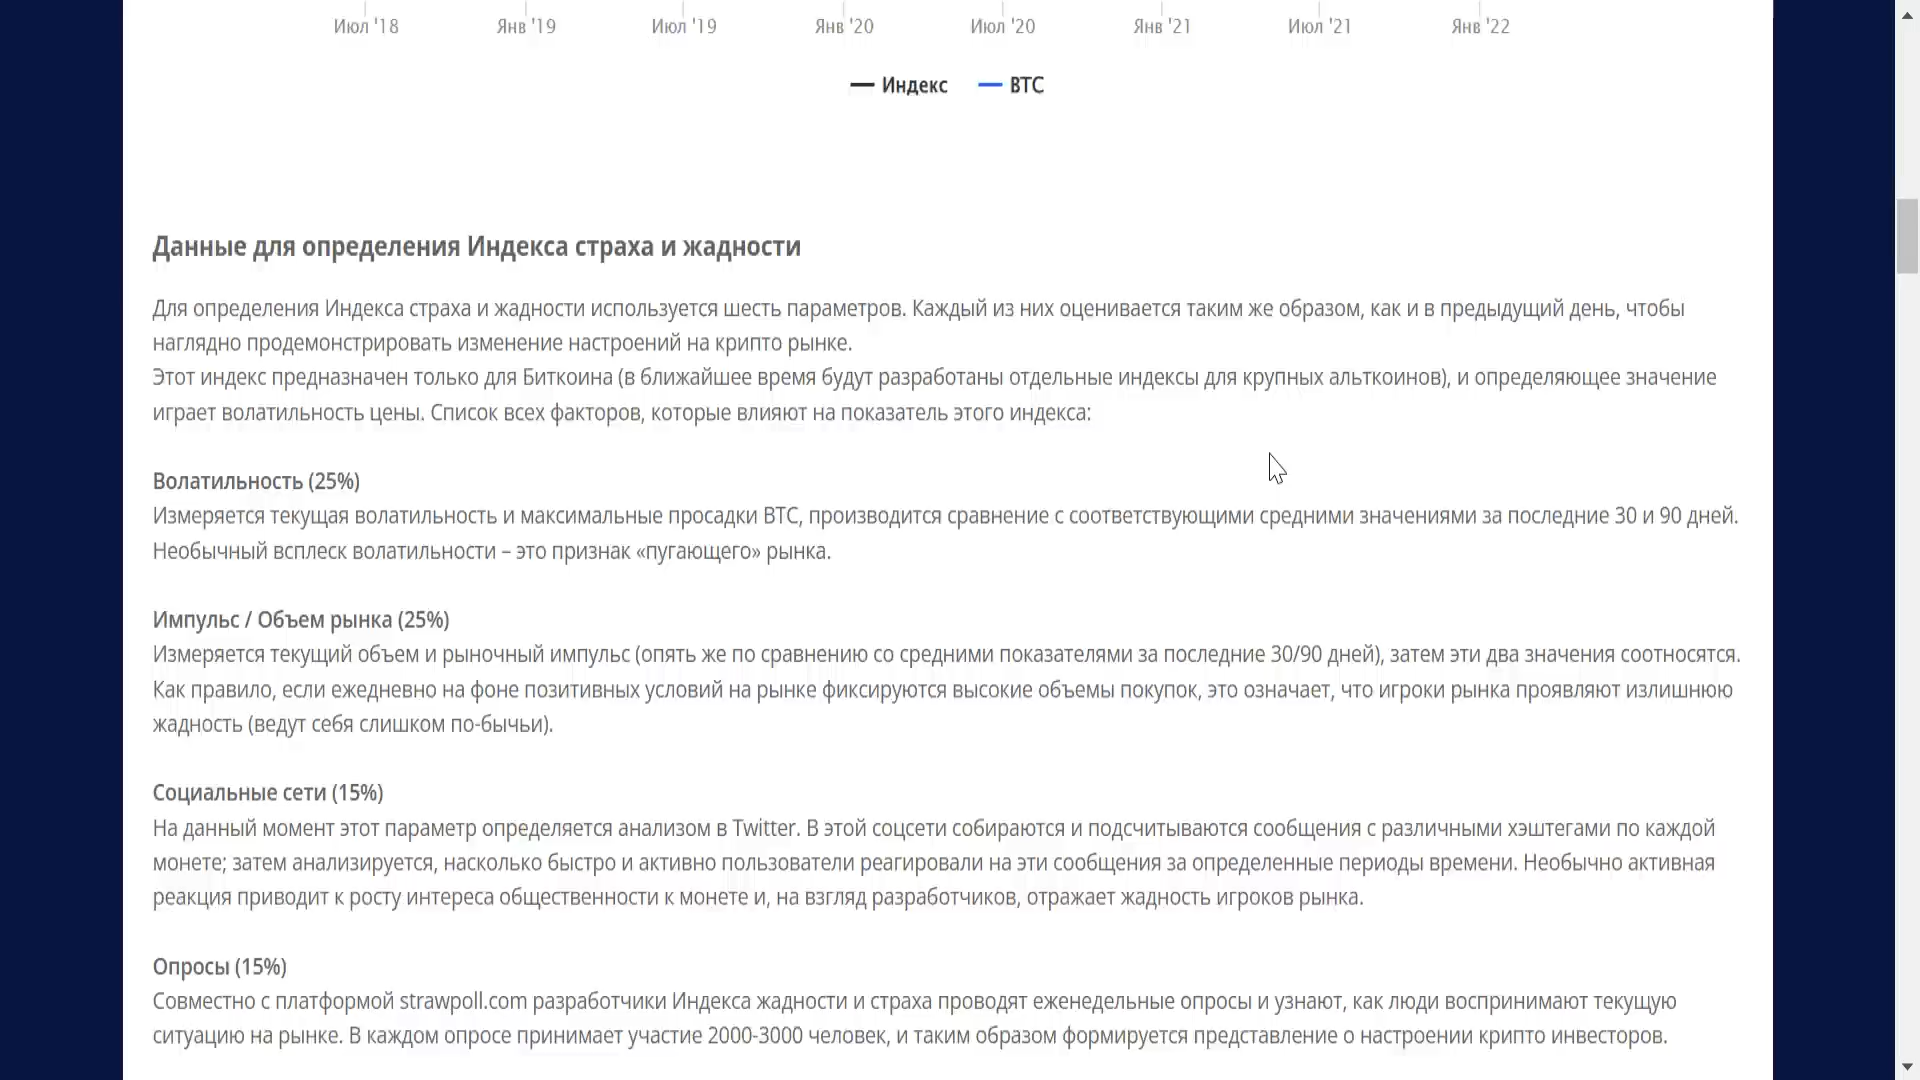 Июл '18 Янв '19 Июл '19 Янв '20 Июл '20 Янв '21 Июл '21 Янв '22
Индекс BTC
Данные для определения Индекса страха и жадности
Для определения Индекса страха и жадности используется шесть параметров. Каждый из них оценивается таким же образом, как и в предыдущий день, чтобы
наглядно продемонстрировать изменение настроений на крипто рынке.
Этот индекс предназначен только для Биткоина (в ближайшее время будут разработаны отдельные индексы для крупных альткоинов), и определяющее значение
играет волатильность цены. Список всех факторов, которые влияют на показатель этого индекса:
Волатильность (25%)
Измеряется текущая волатильность и максимальные просадки BTC, производится сравнение с соответствующими средними значениями за последние 30 и 90 дней.
Необычный всплеск волатильности – это признак «пугающего» рынка.
Импульс / Объем рынка (25%)
Измеряется текущий объем и рыночный импульс (опять же по сравнению со средними показателями за последние 30/90 дней), затем эти два значения соотносятся.
Как правило, если ежедневно на фоне позитивных условий на рынке фиксируются высокие объемы покупок, это означает, что игроки рынка проявляют излишнюю
жадность (ведут себя слишком по-бычьи).
Социальные сети (15%)
На данный момент этот параметр определяется анализом в Twitter. В этой соцсети собираются и подсчитываются сообщения с различными хэштегами по каждой
монете; затем анализируется, насколько быстро и активно пользователи реагировали на эти сообщения за определенные периоды времени. Необычно активная
реакция приводит к росту интереса общественности к монете и, на взгляд разработчиков, отражает жадность игроков рынка.
Опросы (15%)
Совместно с платформой strawpoll.com разработчики Индекса жадности и страха проводят еженедельные опросы и узнают, как люди воспринимают текущую
ситуацию на рынке. В каждом опросе принимает участие 2000-3000 человек, и таким образом формируется представление о настроении крипто инвесторов.